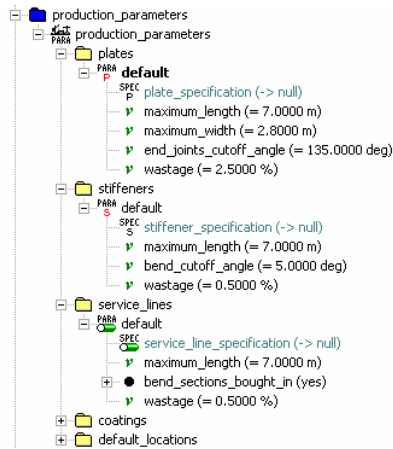 production_parameters
PARA production_parameters
plates
PARA P default
SPEC P plate_specification (-> null)
v maximum_length (= 7.0000 m)
v maximum_width (= 2.8000 m)
v end_joints_cutoff_angle (= 135.0000 deg)
v wastage (= 2.5000 %)
stiffeners
PARA S default
SPEC S stiffener_specification (-> null)
v maximum_length (= 7.0000 m)
v bend_cutoff_angle (= 5.0000 deg)
v wastage (= 0.5000 %)
service_lines
PARA default
SPEC service_line_specification (-> null)
v maximum_length (= 7.0000 m)
bend_sections_bought_in (yes)
v wastage (= 0.5000 %)
coatings
default_locations